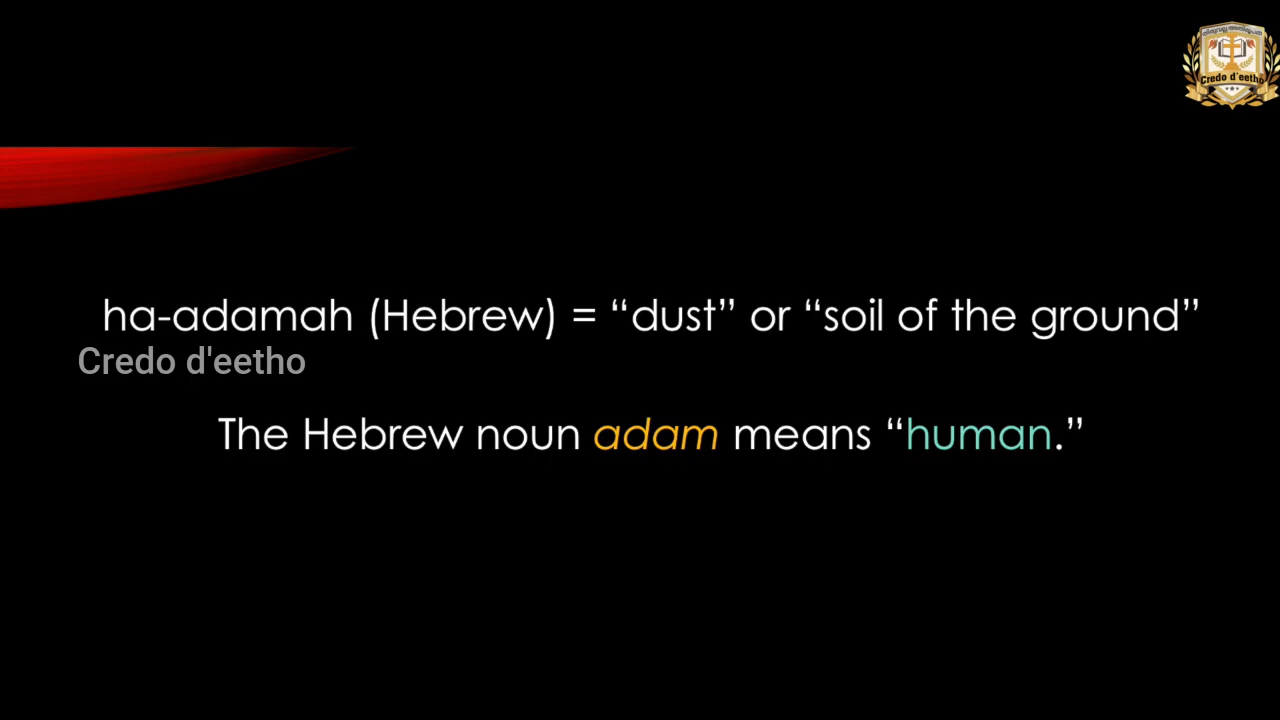 Credo d'eetho
ha-adamah (Hebrew) = “dust” or “soil of the ground”
Credo d'eetho
The Hebrew noun adam means “human.”